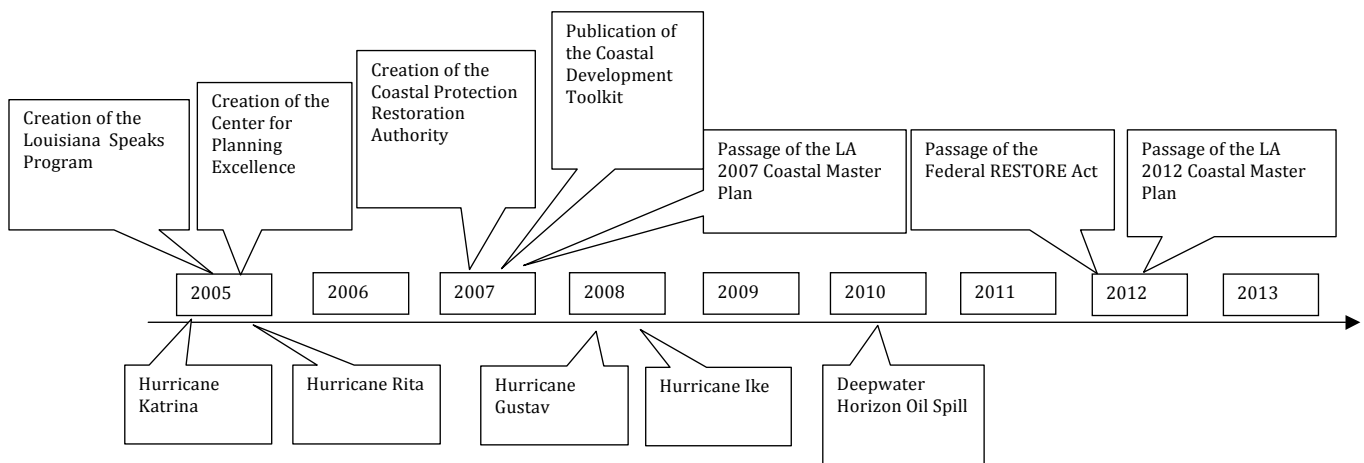 Creation of the
Louisiana Speaks
Program
Creation of the
Center for
Planning
Excellence
Creation of the
Coastal Protection
Restoration
Authority
Publication of
the Coastal
Development
Toolkit
Passage of the LA
2007 Coastal Master
Plan
Passage of the
Federal RESTORE Act
Passage of the LA
2012 Coastal Master
Plan
2005
2006
2007
2008
2009
2010
2011
2012
2013
Hurricane
Katrina
Hurricane Rita
Hurricane
Gustav
Hurricane Ike
Deepwater
Horizon Oil Spill